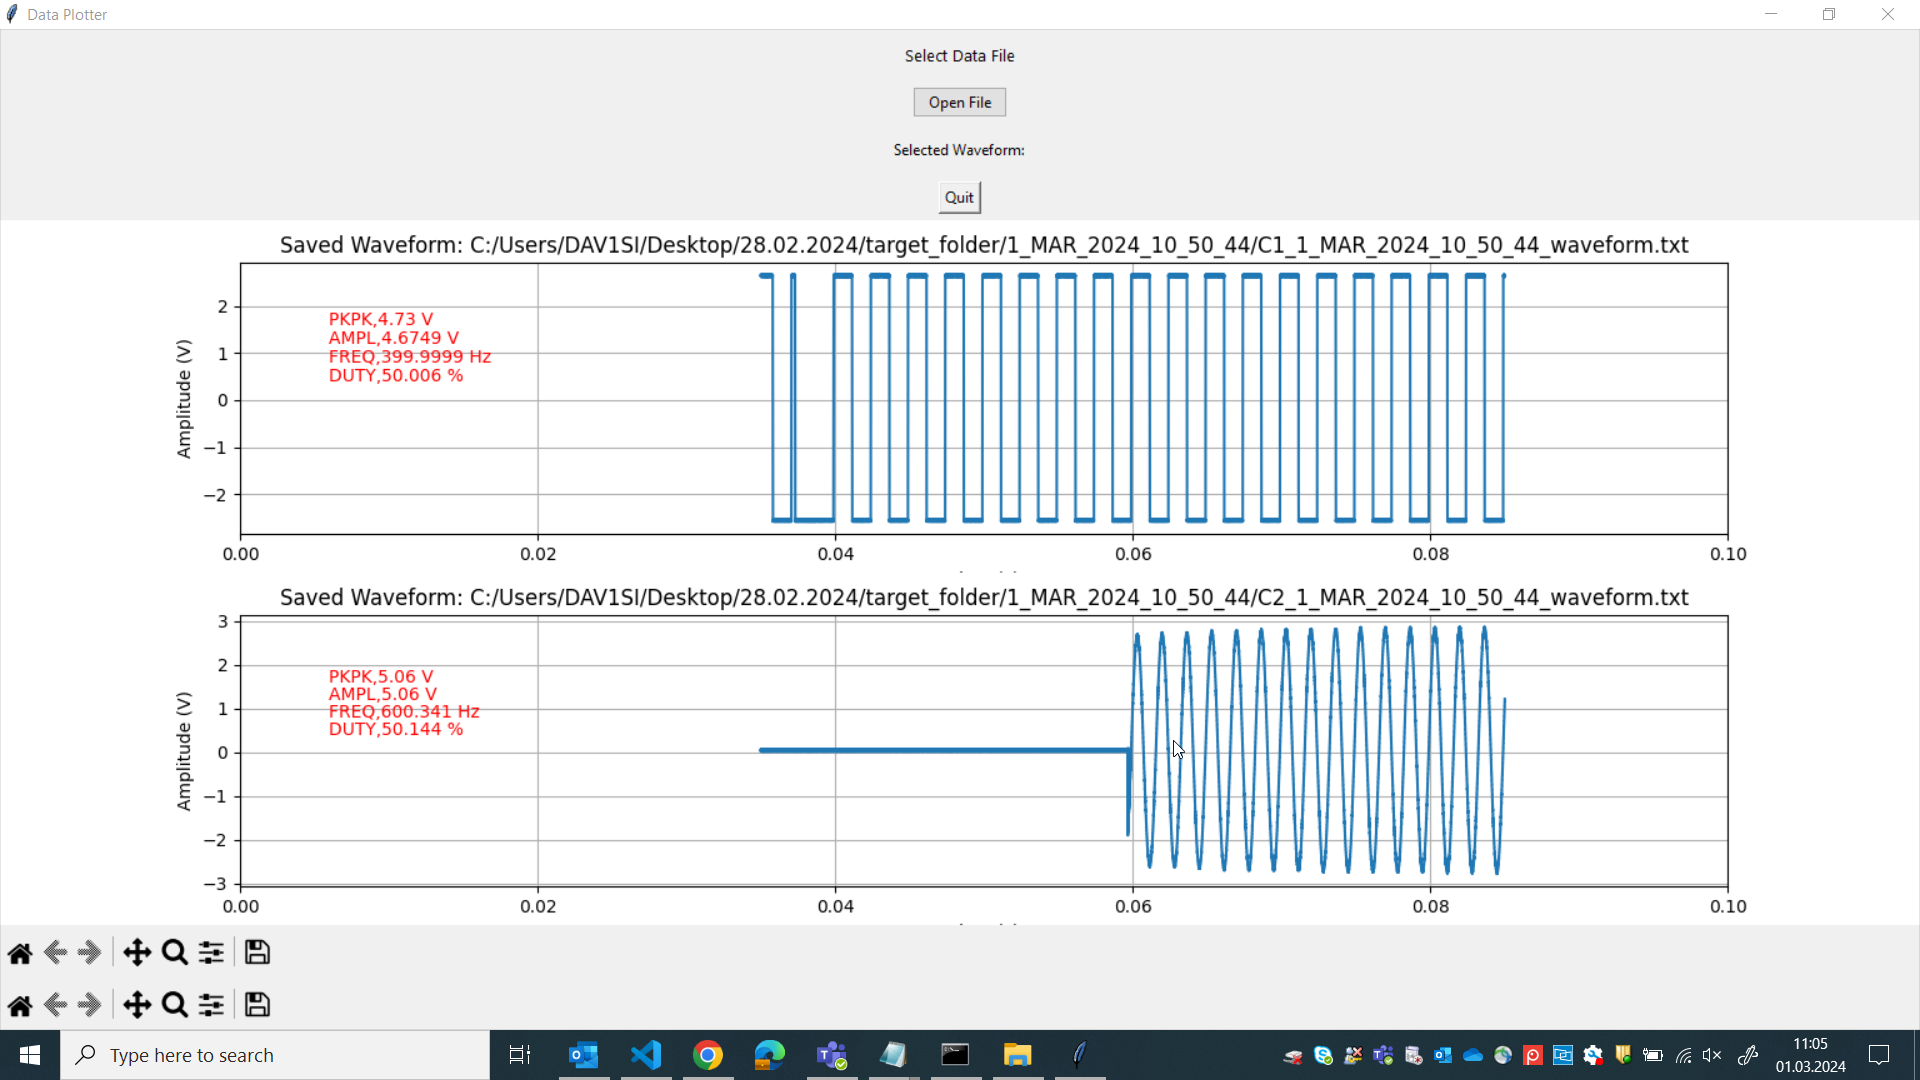 Data Plotter
Select Data File
Open File
Selected Waveform:
Quit
Saved Waveform: C:/Users/DAV1SI/Desktop/28.02.2024/target_folder/1_MAR_2024_10_50_44/C1_1_MAR_2024_10_50_44_waveform.txt
Amplitude (V)
2
1
0
−1
−2
PKPK,4.73 V
AMPL,4.6749 V
FREQ,399.9999 Hz
DUTY,50.006 %
0.00 0.02 0.04 0.06 0.08 0.10
Saved Waveform: C:/Users/DAV1SI/Desktop/28.02.2024/target_folder/1_MAR_2024_10_50_44/C2_1_MAR_2024_10_50_44_waveform.txt
Amplitude (V)
3
2
1
0
−1
−2
−3
PKPK,5.06 V
AMPL,5.06 V
FREQ,600.341 Hz
DUTY,50.144 %
0.00 0.02 0.04 0.06 0.08 0.10
Type here to search
11:05
01.03.2024